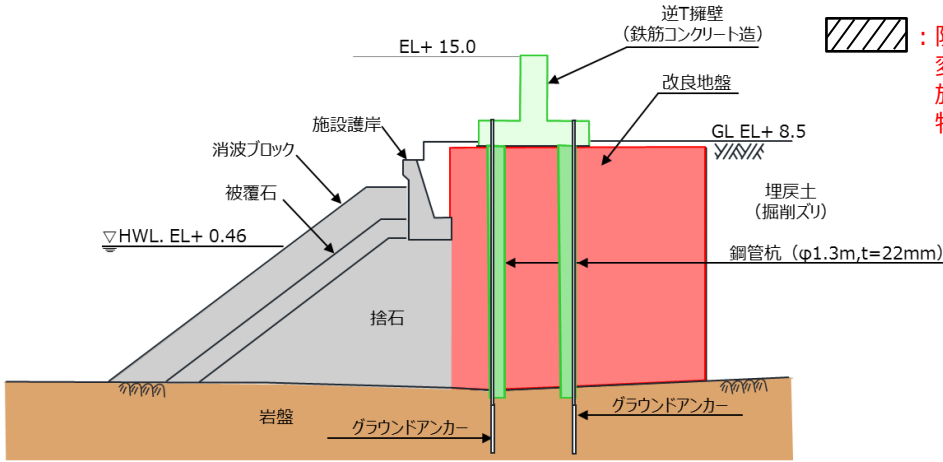 逆T擁壁
（鉄筋コンクリート造）
EL+ 15.0
：
改良地盤
施設護岸
GL EL+ 8.5
消波ブロック
被覆石
埋戻土
（掘削ズリ）
▽HWL. EL+ 0.46
鋼管杭（φ1.3m,t=22mm）
捨石
岩盤
グラウンドアンカー
グラウンドアンカー